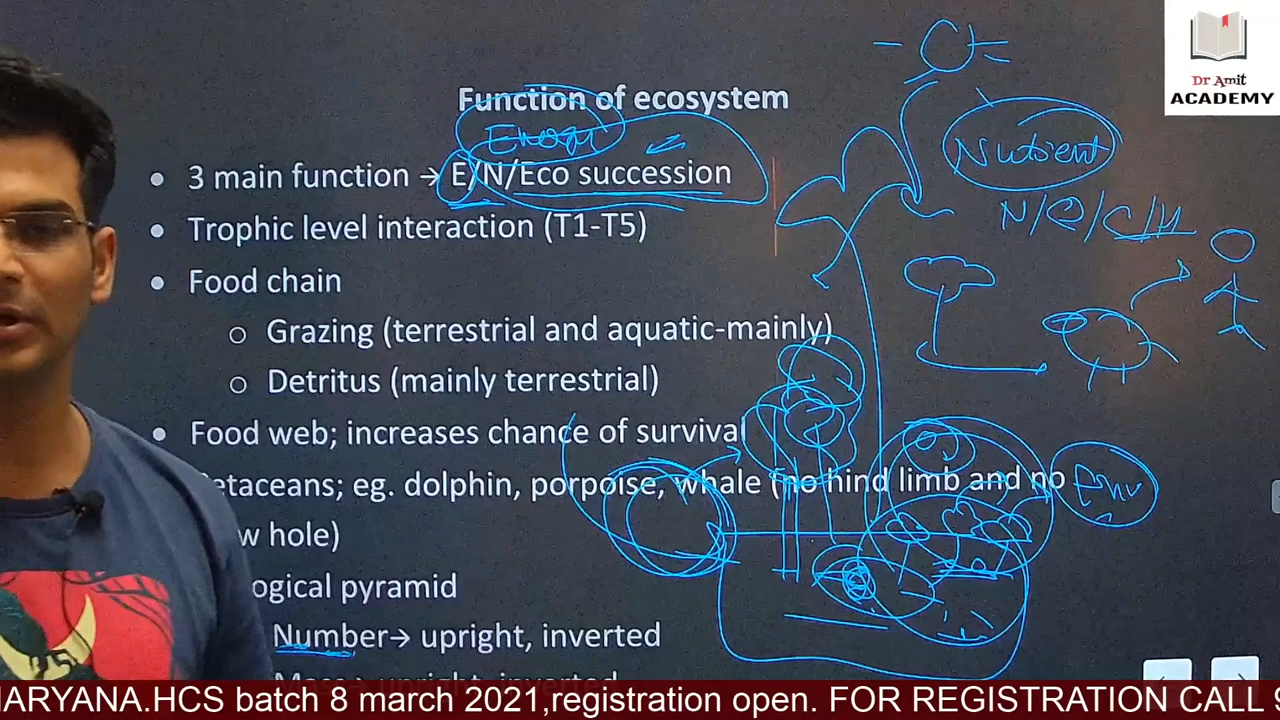 Dr Amit
ACADEMY
Function of ecosystem
Energy
Nutrient
3 main function → E/N/Eco succession
N/P/C/H
Trophic level interaction (T1-T5)
Food chain
Grazing (terrestrial and aquatic-mainly)
Detritus (mainly terrestrial)
Food web; increases chance of survival
etaceans; eg. dolphin, porpoise, whale (no hind limb and no
Env
w hole)
ogical pyramid
Number→ upright, inverted
Mass→ upright, inverted
HARYANA.HCS batch 8 march 2021,registration open. FOR REGISTRATION CALL